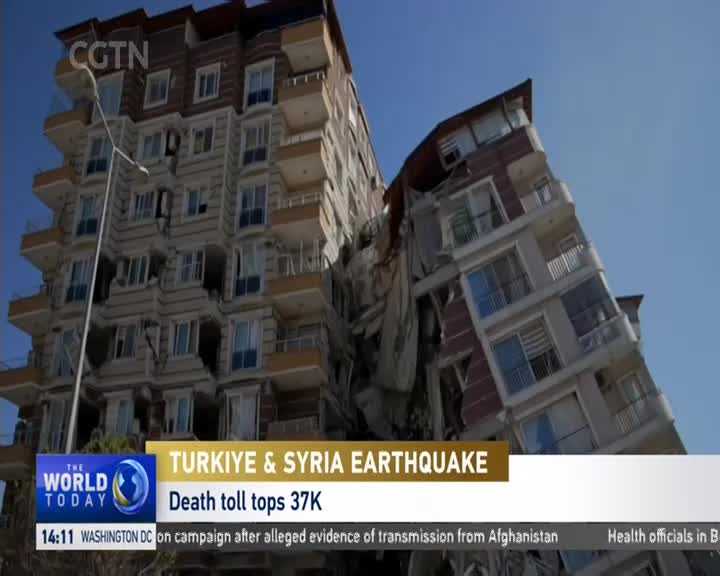 CGTN
TURKIYE & SYRIA EARTHQUAKE
THE
WORLD
TODAY
Death toll tops 37K
14:11 WASHINGTON DC
on campaign after alleged evidence of transmission from Afghanistan Health officials in B